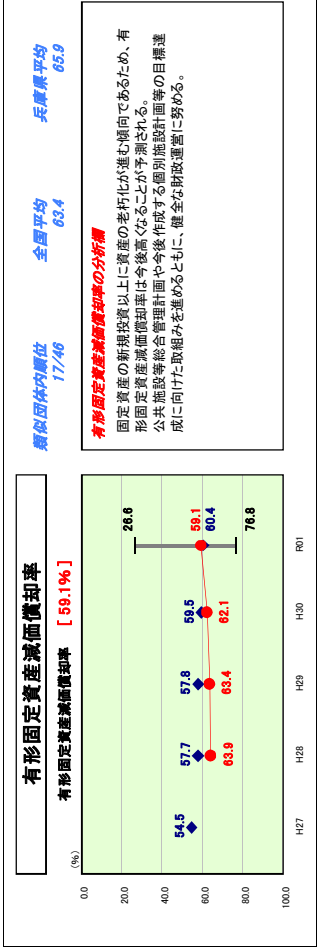 有形固定資産減価償却率
有形固定資産減価償却率 [ 59.1% ]
(%)
0.0
20.0
40.0
60.0
80.0
100.0
54.5
57.7
63.9
57.8
63.4
59.5
62.1
26.6
59.1
60.4
76.8
H27
H28
H29
H30
R01
類似団体内順位
17/46
全国平均
63.4
兵庫県平均
65.9
有形固定資産減価償却率の分析欄
固定資産の新規投資以上に資産の老朽化が進む傾向であるため、有
形固定資産減価償却率は今後高くなることが予測される。
公共施設等総合管理計画や今後作成する個別施設計画等の目標達
成に向けた取組みを進めるともに、健全な財政運営に努める。